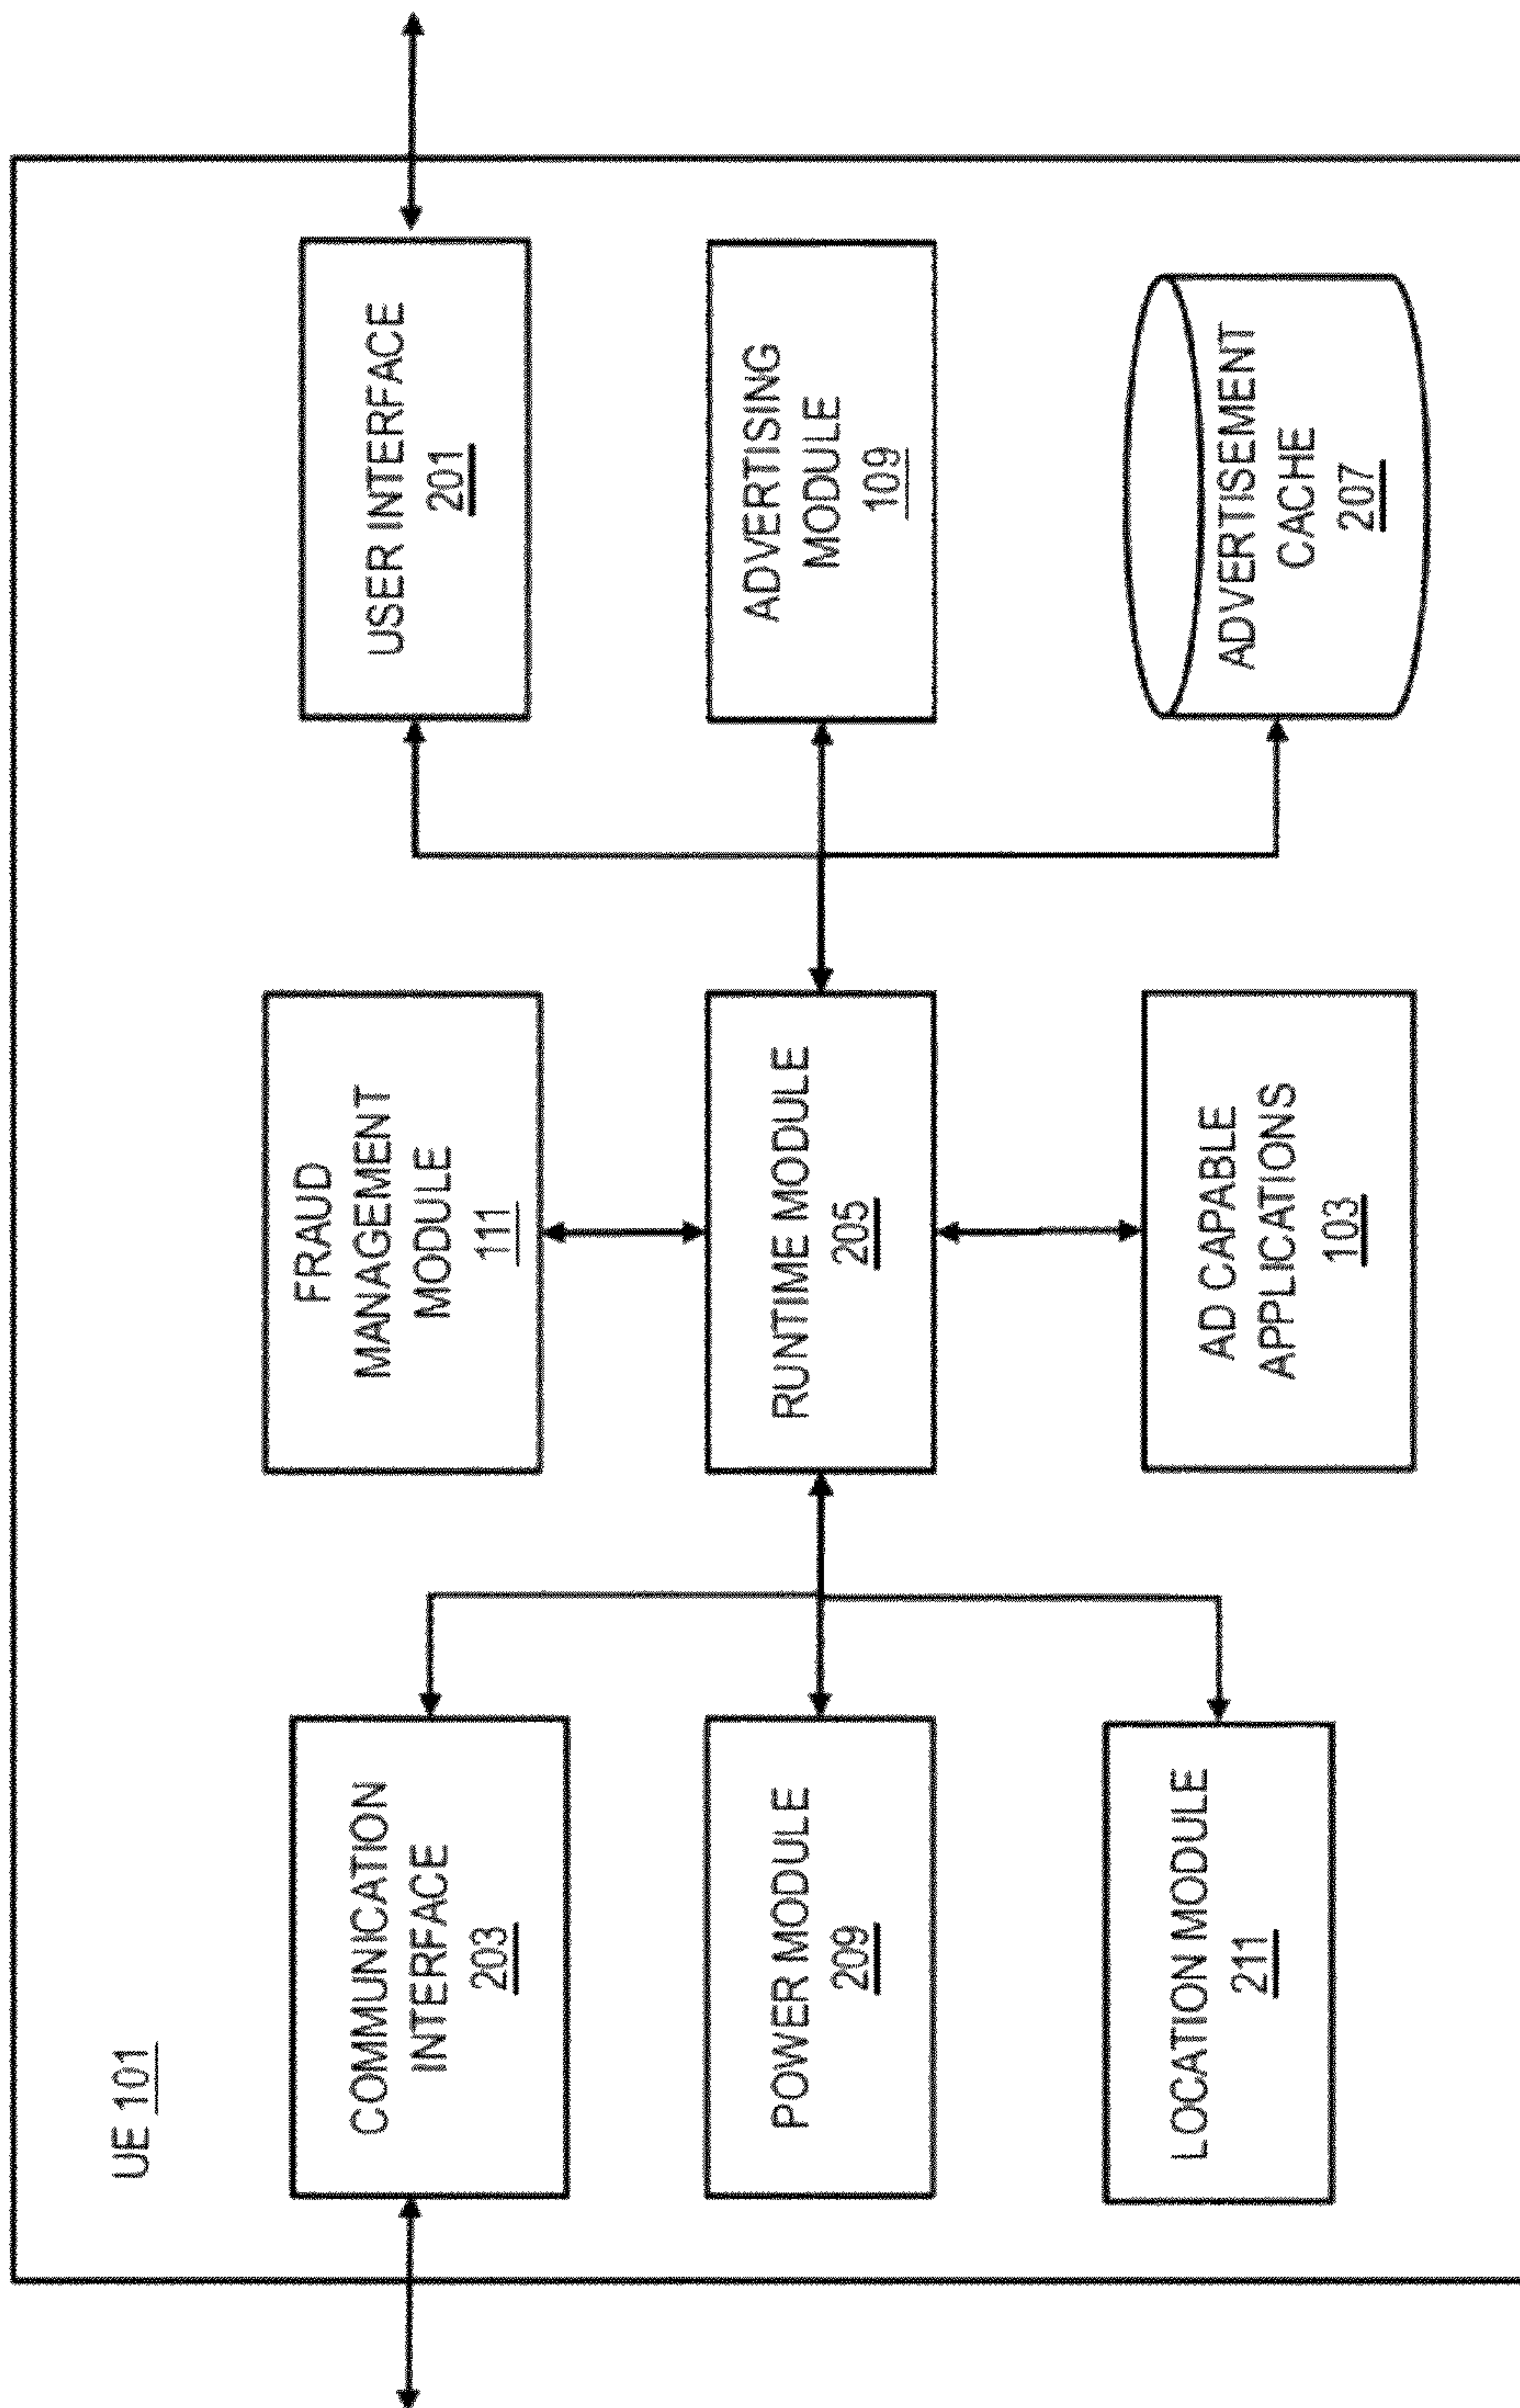 UE 101
COMMUNICATION
INTERFACE
203
FRAUD
MANAGEMENT
MODULE
111
USER INTERFACE
201
POWER MODULE
209
RUNTIME MODULE
205
ADVERTISING
MODULE
109
LOCATION MODULE
211
AD CAPABLE
APPLICATIONS
103
ADVERTISEMENT
CACHE
207